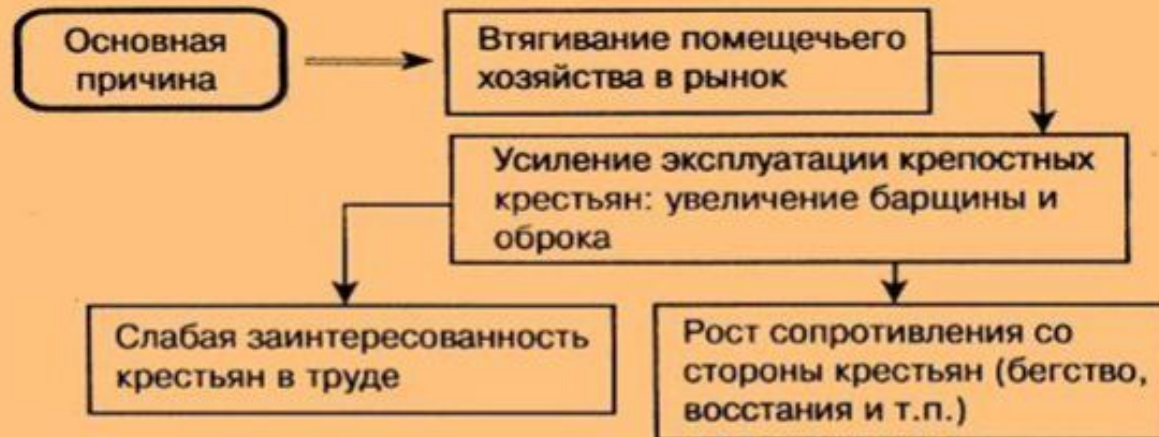 Основная
причина
Втягивание помещечьего
хозяйства в рынок
Усиление эксплуатации крепостных
крестьян: увеличение барщины и
оброка
Слабая заинтересованность
крестьян в труде
Рост сопротивления со
стороны крестьян (бегство,
восстания и т.п.)